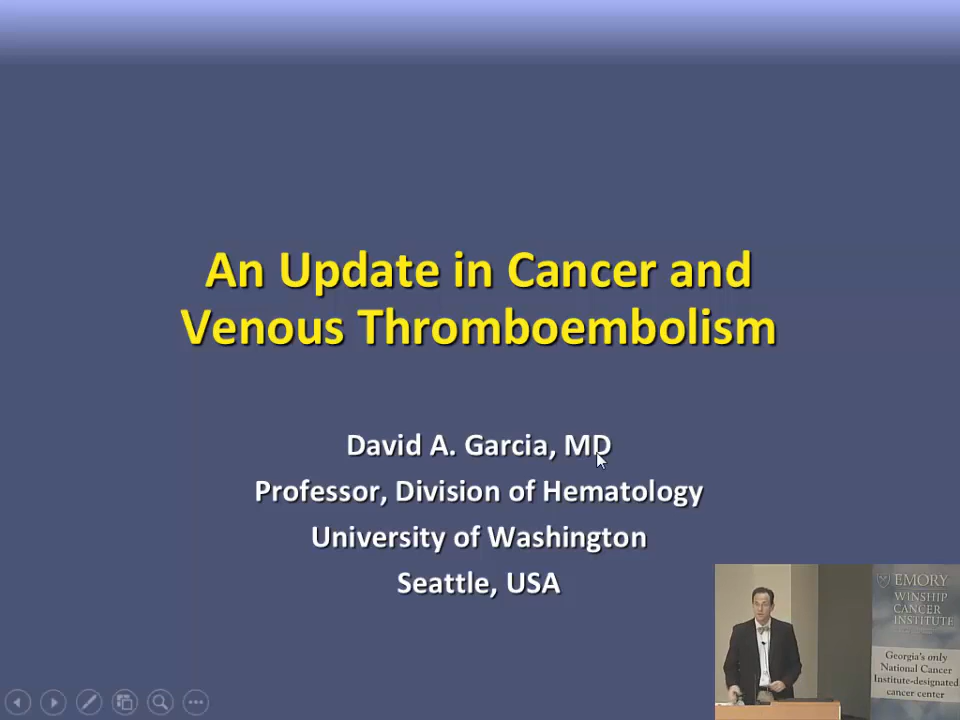 An Update in Cancer and
Venous Thromboembolism
David A. Garcia, MD
Professor, Division of Hematology
University of Washington
Seattle, USA
EMORY
WINSHIP
CANCER
INSTITUTE
Georgia's only
National Cancer
Institute-designated
cancer center